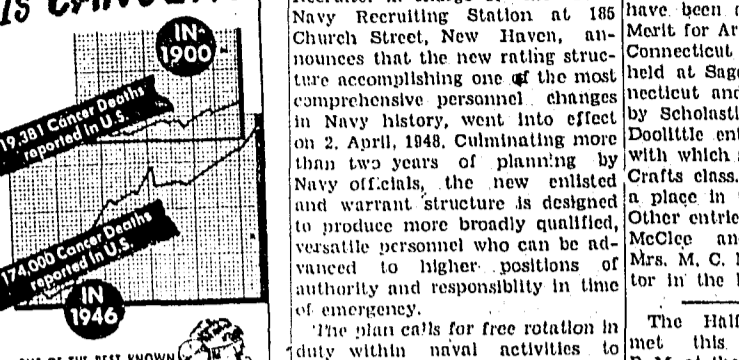 IS
IN
1900
19,381 Cancer Deaths
reported in U.S.
174,000 Cancer Deaths
reported in U.S.
IN
1946
OF THE BEST KNOWN
Navy Recruiting Station at 185
Church Street, New Haven, an-
nounces that the new rating struc-
ture accomplishing one of the most
comprehensive personnel changes
in Navy history, went into effect
on 2. April, 1948. Culminating more
than two years of planning by
Navy officials, the new enlisted
and warrant structure is designed
to produce more broadly qualified,
versatile personnel who can be ad-
vanced to higher positions of
authority and responsiblity in time
of emergency.
The plan calls for free rotation in
duty within naval activities to
have been
Merit for Ar
Connecticut
held at Sage
necticut and
by Scholasti
Doolittle ent
with which
Crafts class.
a place in
Other entrie
McClee an
Mrs. M. C.
tor in the
The Half
met this